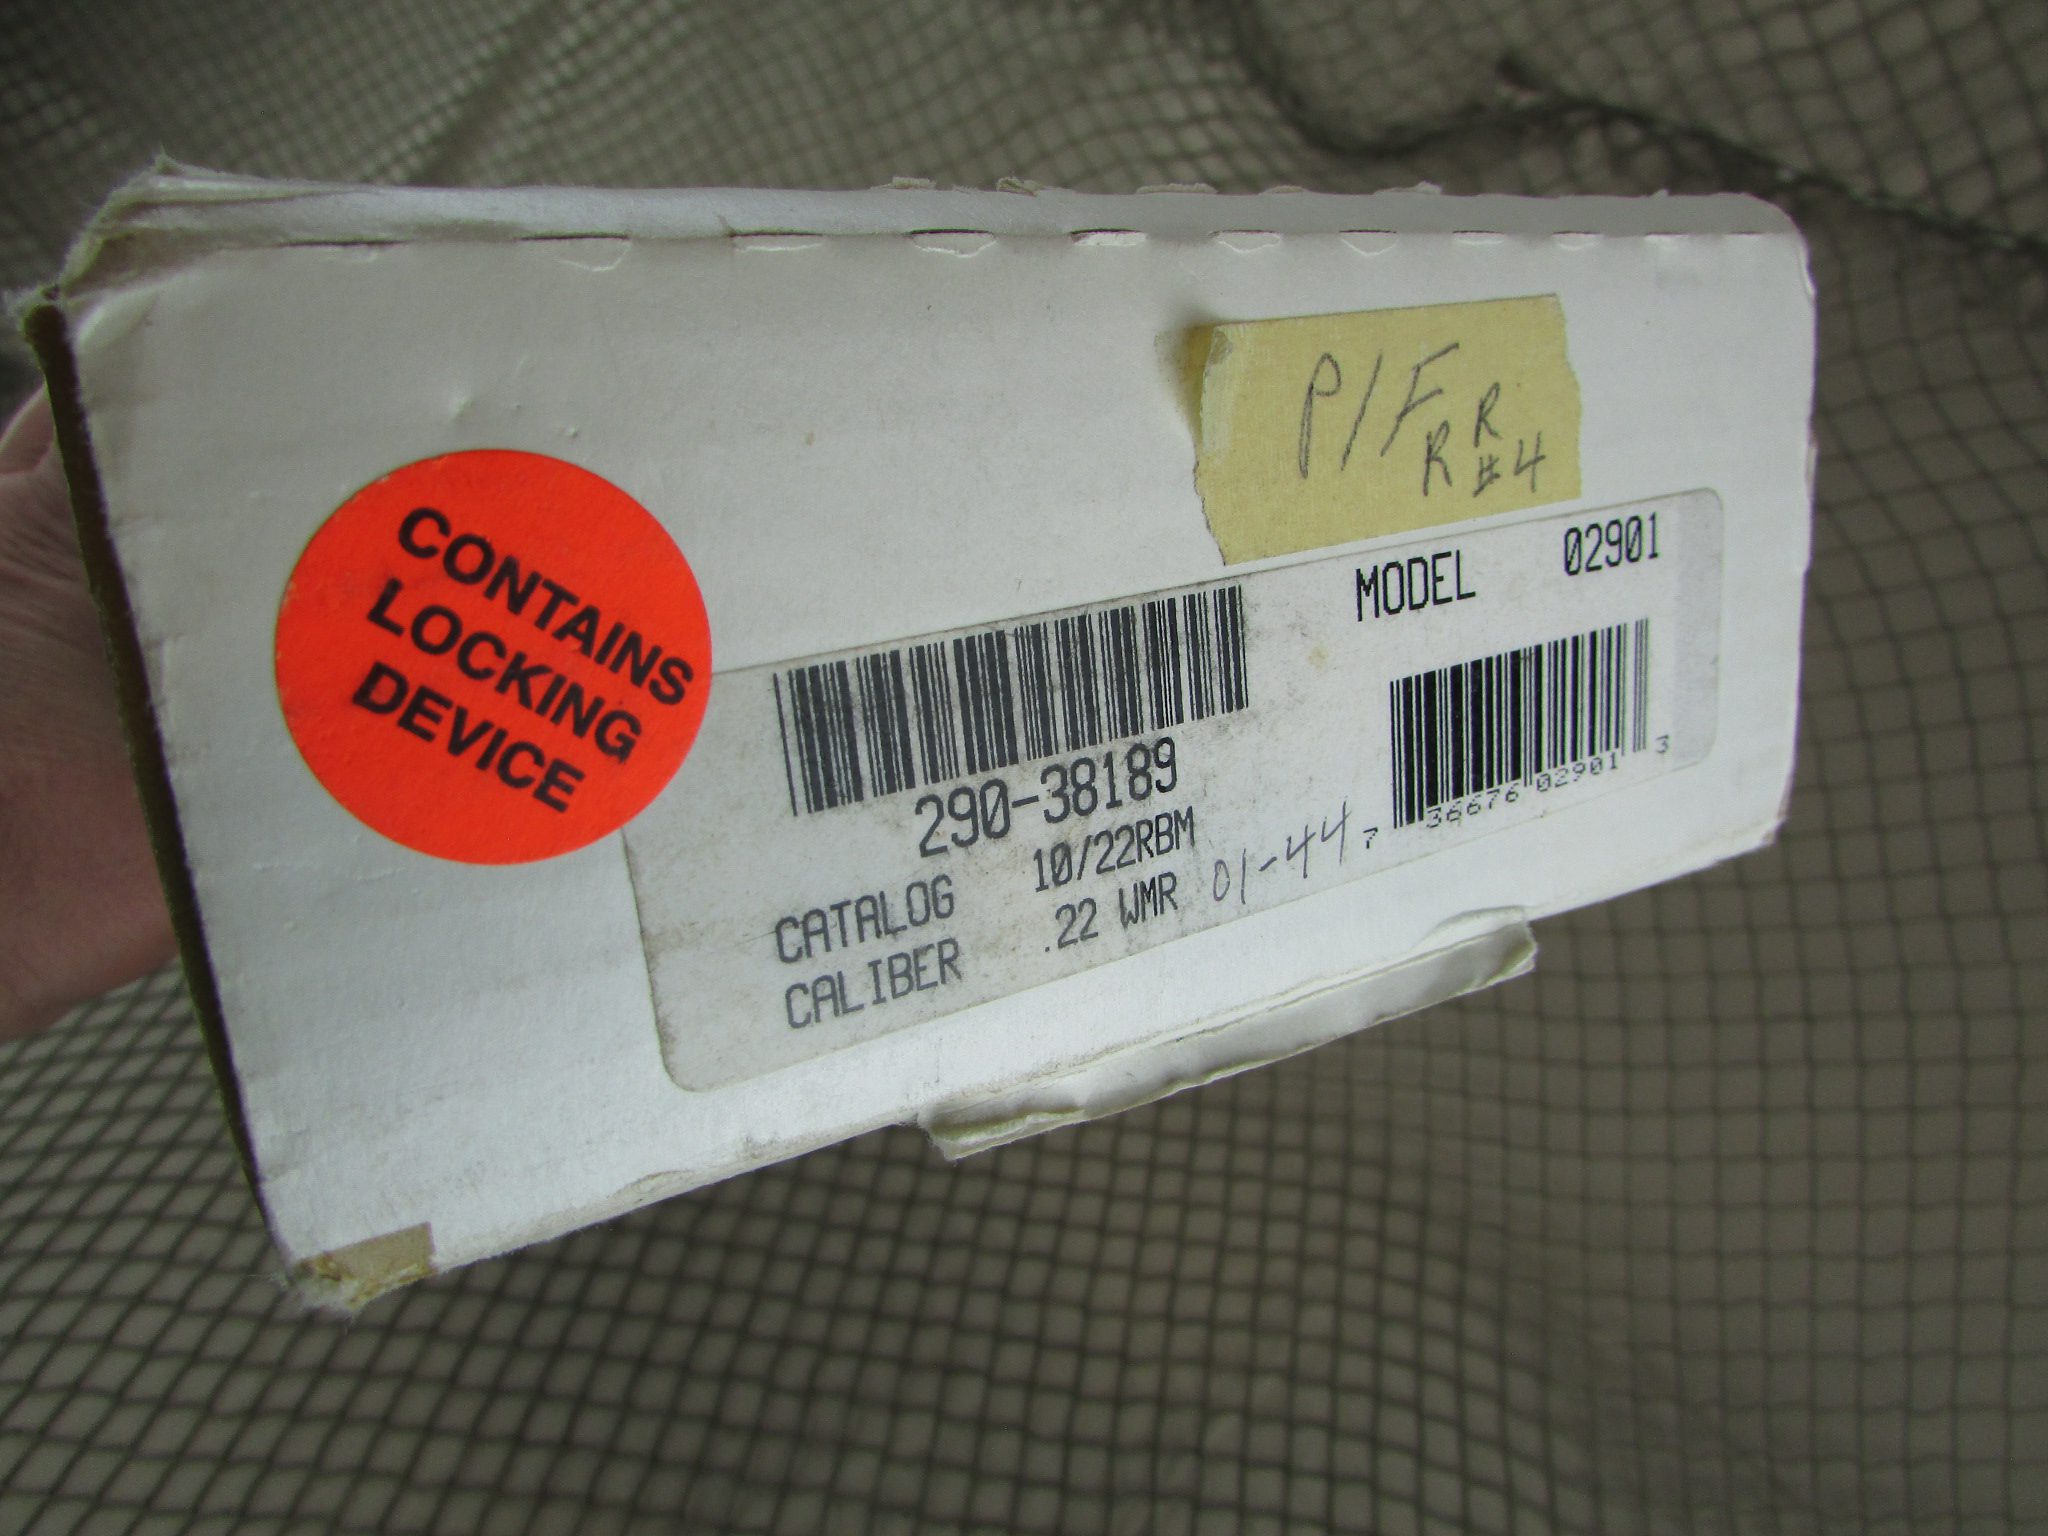 P/F
R R
#4
CONTAINS
LOCKING
DEVICE
MODEL 02901
290-38189
CATALOG 10/22RBM
CALIBER .22 WMR 01-44
7 36676 02901 3